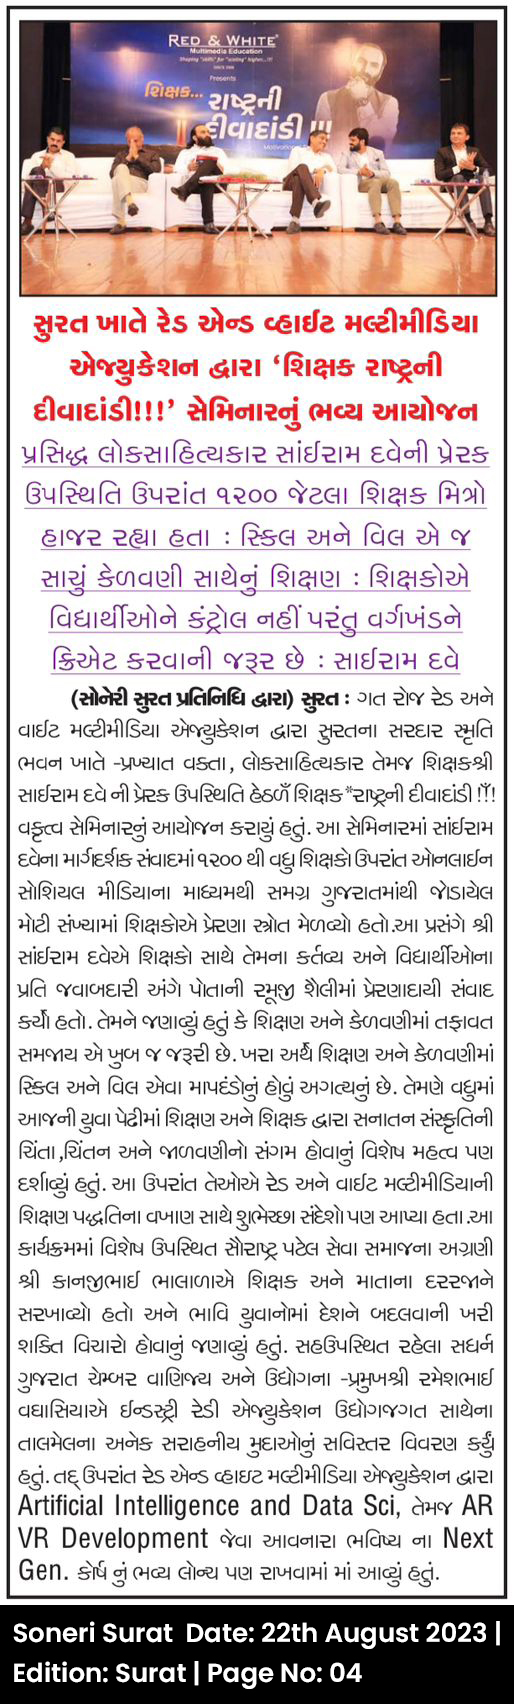 RED & WHITE
Multimedia Education
Shaping "skills" for "scaling" higher...!!!
SINCE 2008
Presents
શિક્ષક...
રાષ્ટ્રની
દીવાદાંડી !!!
સુરત ખાતે રેડ એન્ડ વ્હાઈટ મલ્ટીમીડિયા
એજ્યુકેશન દ્વારા ‘શિક્ષક રાષ્ટ્રની
દીવાદાંડી!!!’ સેમિનારનું ભવ્ય આયોજન
પ્રસિદ્ધ લોકસાહિત્યકાર સાંઈરામ દવેની પ્રેરક
ઉપસ્થિતિ ઉપરાંત ૧૨૦૦ જેટલા શિક્ષક મિત્રો
હાજર રહ્યા હતા : સ્કિલ અને વિલ એ જ
સાચું કેળવણી સાથેનું શિક્ષણ : શિક્ષકોએ
વિદ્યાર્થીઓને કંટ્રોલ નહીં પરંતુ વર્ગખંડને
ક્રિએટ કરવાની જરૂર છે : સાઈરામ દવે
(સોનેરી સુરત પ્રતિનિધિ દ્વારા) સુરત : ગત રોજ રેડ અને
વાઈટ મલ્ટીમીડિયા એજ્યુકેશન દ્વારા સુરતના સરદાર સ્મૃતિ
ભવન ખાતે -પ્રખ્યાત વક્તા, લોકસાહિત્યકાર તેમજ શિક્ષકશ્રી
સાઈરામ દવે ની પ્રેરક ઉપસ્થિતિ હેઠળઁ શિક્ષક*રાષ્ટ્રની દીવાદાંડી !!!
વકૃત્વ સેમિનારનું આયોજન કરાયું હતું. આ સેમિનારમાં સાંઈરામ
દવેના માર્ગદર્શક સંવાદમાં ૧૨૦૦ થી વધુ શિક્ષકો ઉપરાંત ઓનલાઈન
સોશિયલ મીડિયાના માધ્યમથી સમગ્ર ગુજરાતમાંથી જોડાયેલ
મોટી સંખ્યામાં શિક્ષકોએ પ્રેરણા સ્ત્રોત મેળવ્યો હતો.આ પ્રસંગે શ્રી
સાંઈરામ દવેએ શિક્ષકો સાથે તેમના કર્તવ્ય અને વિદ્યાર્થીઓના
પ્રતિ જવાબદારી અંગે પોતાની રમૂજી શૈલીમાં પ્રેરણાદાયી સંવાદ
કર્યો હતો. તેમને જણાવ્યું હતું કે શિક્ષણ અને કેળવણીમાં તફાવત
સમજાય એ ખુબ જ જરૂરી છે. ખરા અર્થે શિક્ષણ અને કેળવણીમાં
સ્કિલ અને વિલ એવા માપદંડોનું હોવું અગત્યનું છે. તેમણે વધુમાં
આજની યુવા પેઢીમાં શિક્ષણ અને શિક્ષક દ્વારા સનાતન સંસ્કૃતિની
ચિંતા,ચિંતન અને જાળવણીનો સંગમ હોવાનું વિશેષ મહત્વ પણ
દર્શાવ્યું હતું. આ ઉપરાંત તેઓએ રેડ અને વાઈટ મલ્ટીમીડિયાની
શિક્ષણ પદ્ધતિના વખાણ સાથે શુભેચ્છા સંદેશો પણ આપ્યા હતા.આ
કાર્યક્રમમાં વિશેષ ઉપસ્થિત સૌરાષ્ટ્ર પટેલ સેવા સમાજના અગ્રણી
શ્રી કાનજીભાઈ ભાલાળાએ શિક્ષક અને માતાના દરરજાને
સરખાવ્યો હતો અને ભાવિ યુવાનોમાં દેશને બદલવાની ખરી
શક્તિ વિચારો હોવાનું જણાવ્યું હતું. સહઉપસ્થિત રહેલા સધર્ન
ગુજરાત ચેમ્બર વાણિજ્ય અને ઉદ્યોગના -પ્રમુખશ્રી રમેશભાઈ
વઘાસિયાએ ઈન્ડસ્ટ્રી રેડી એજ્યુકેશન ઉદ્યોગજગત સાથેના
તાલમેલના અનેક સરાહનીય મુદાઓનું સવિસ્તર વિવરણ કર્યું
હતું. તદ્ ઉપરાંત રેડ એન્ડ વ્હાઇટ મલ્ટીમીડિયા એજ્યુકેશન દ્વારા
Artificial Intelligence and Data Sci, તેમજ AR
VR Development જેવા આવનારા ભવિષ્ય ના Next
Gen. કોર્ષ નું ભવ્ય લોન્ચ પણ રાખવામાં માં આવ્યું હતું.
Soneri Surat Date: 22th August 2023 |
Edition: Surat | Page No: 04